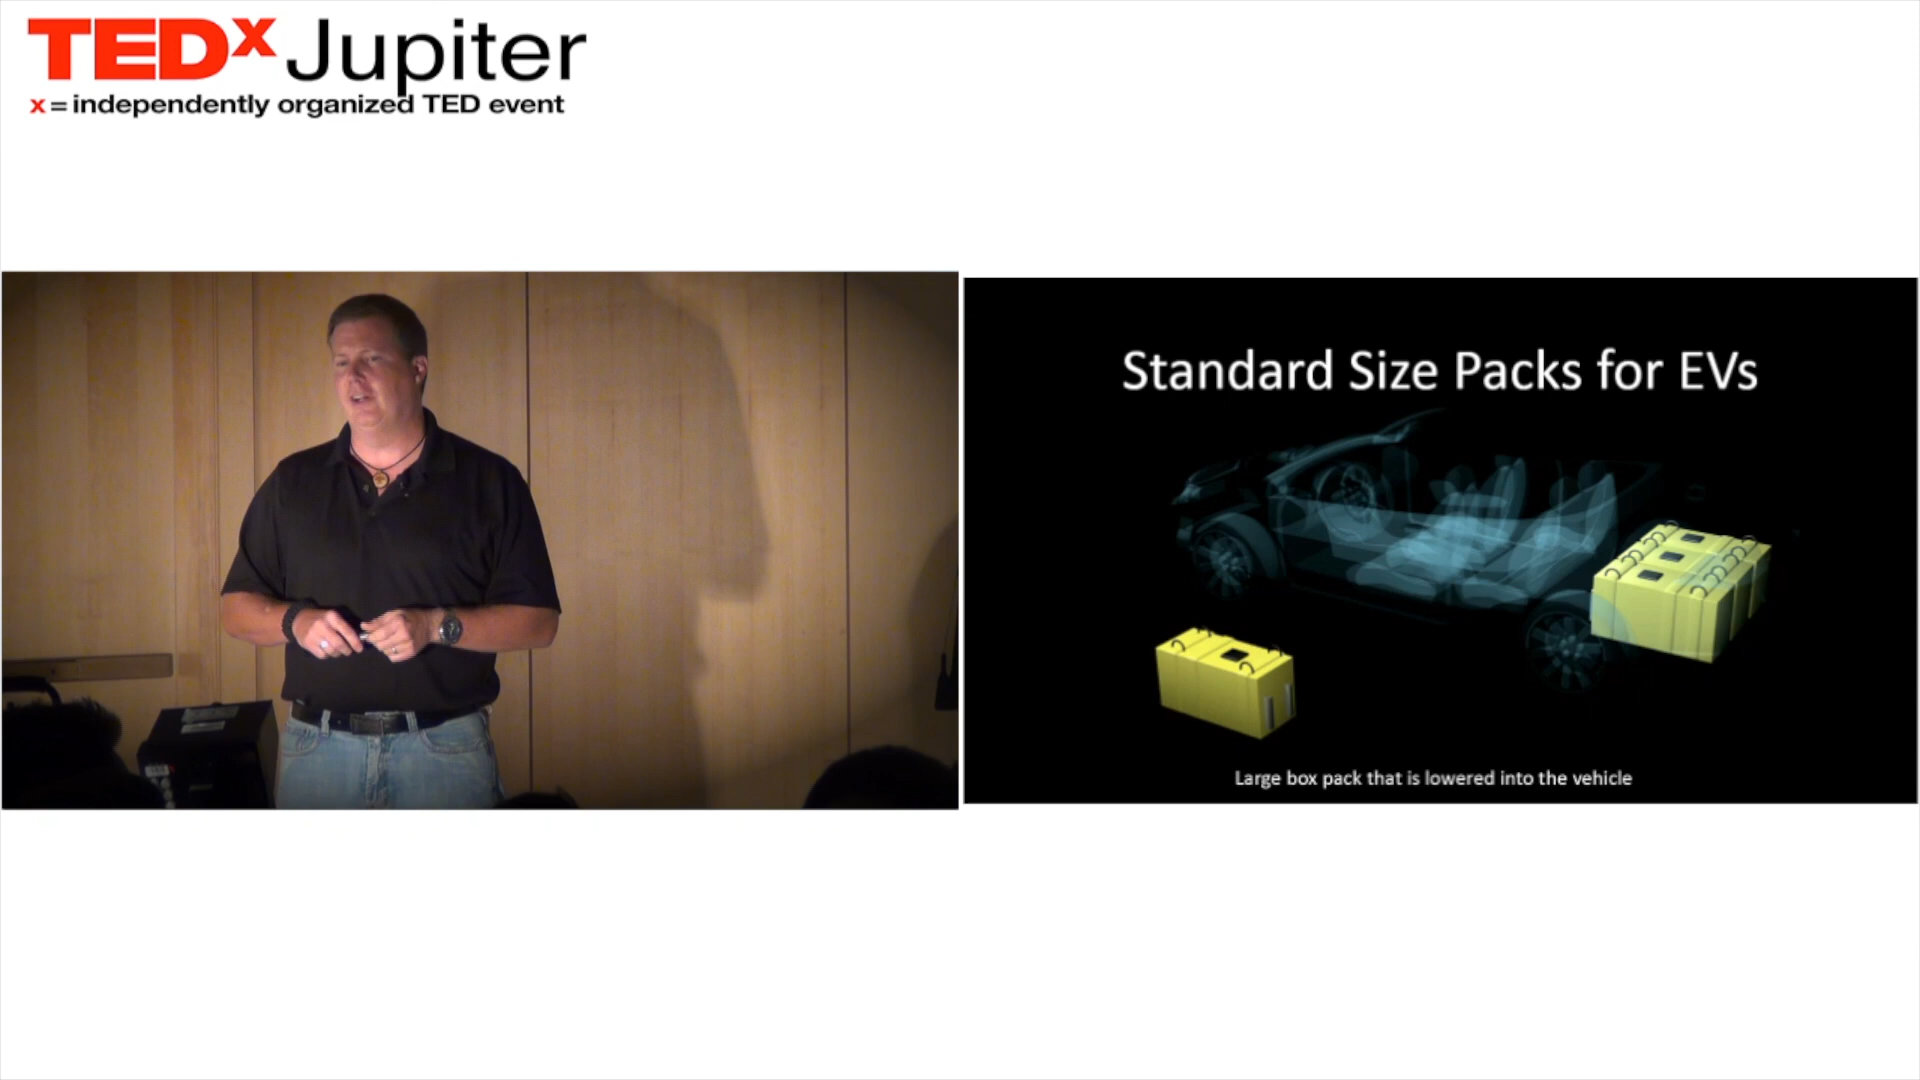 TEDx Jupiter
x = independently organized TED event
Standard Size Packs for EVs
Large box pack that is lowered into the vehicle